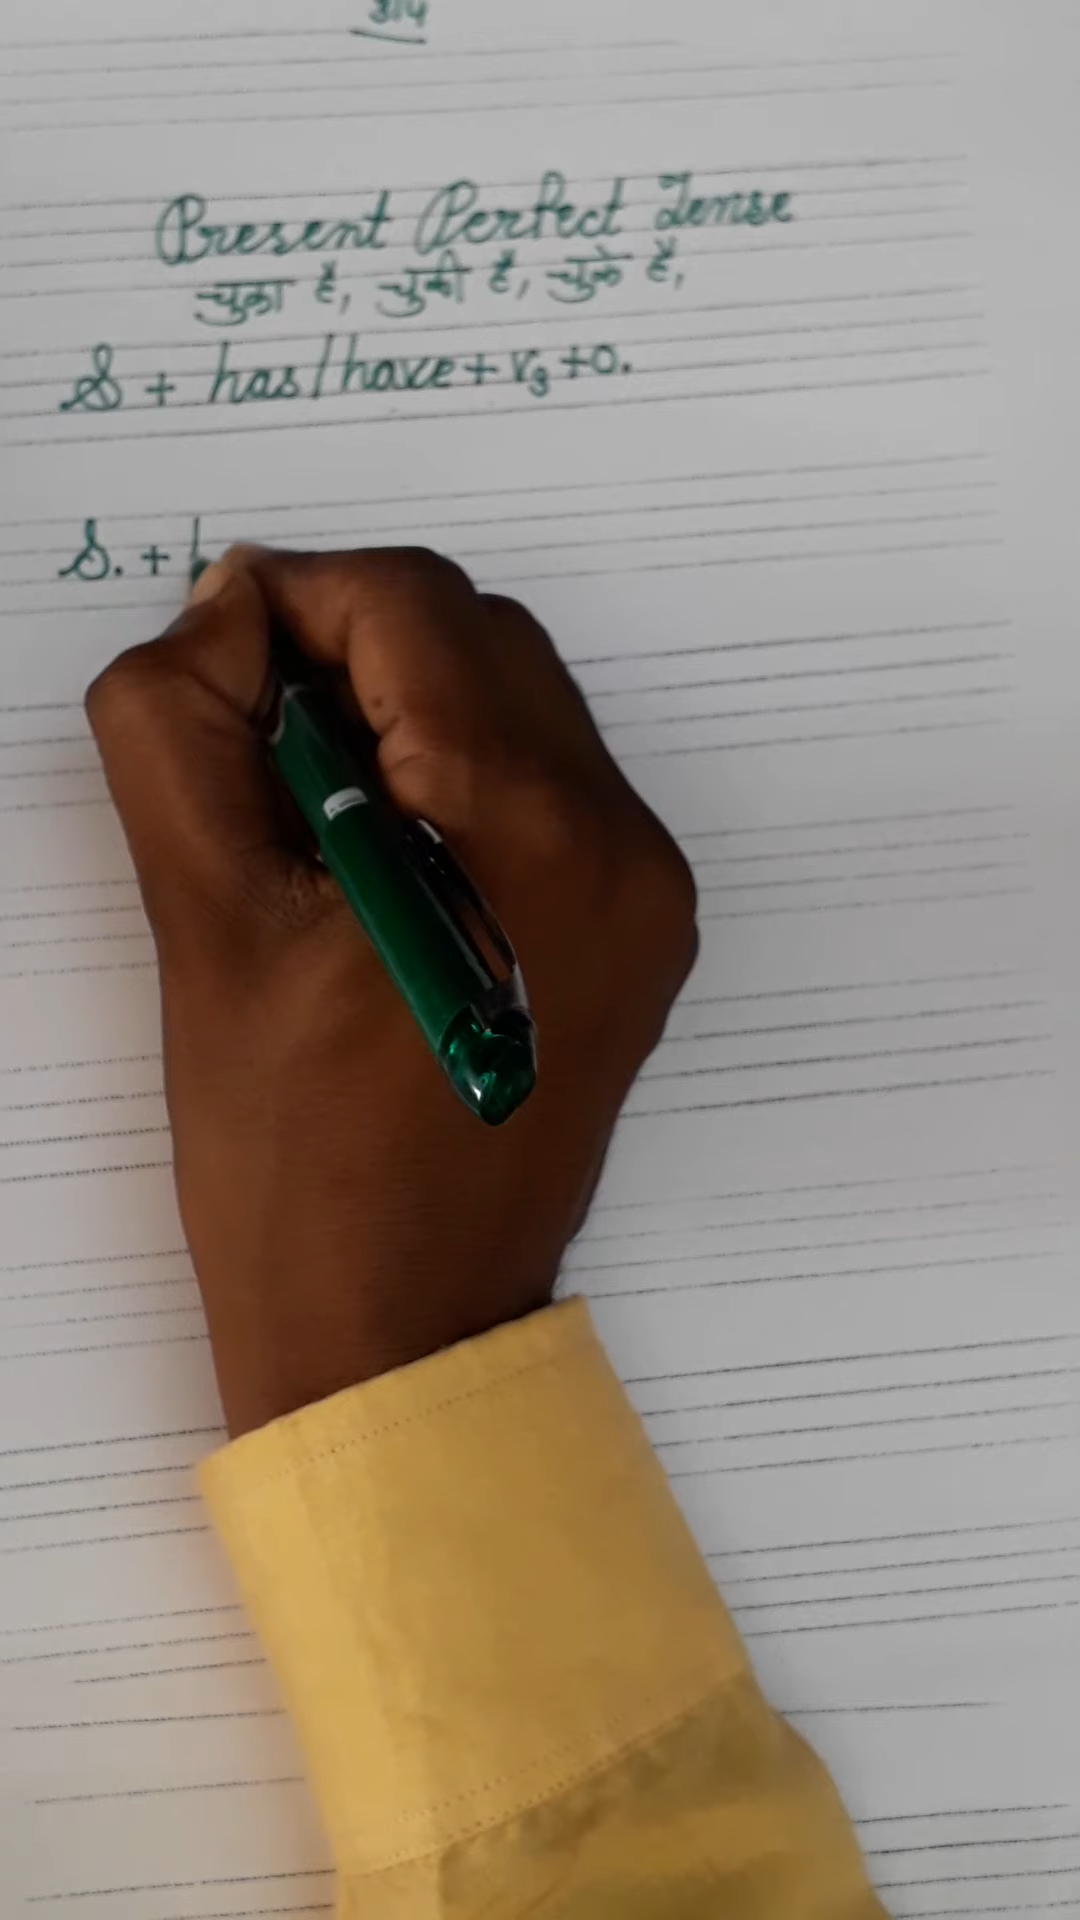 Present Perfect Tense
चुका है, चुकी है, चुके हैं,
S + has/have + V3 + o.
S. + h